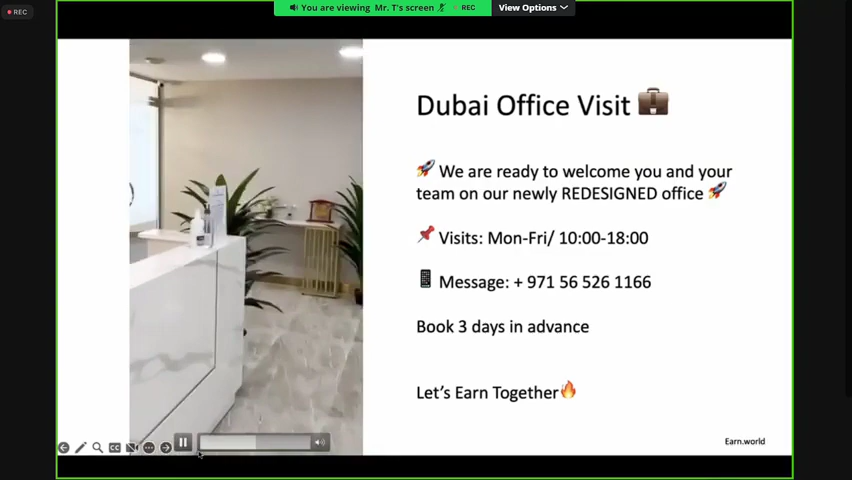 REC
You are viewing Mr. T's screen
REC
View Options
Dubai Office Visit
We are ready to welcome you and your
team on our newly REDESIGNED office
Visits: Mon-Fri/ 10:00-18:00
Message: + 971 56 526 1166
Book 3 days in advance
Let's Earn Together
CC
Earn.world